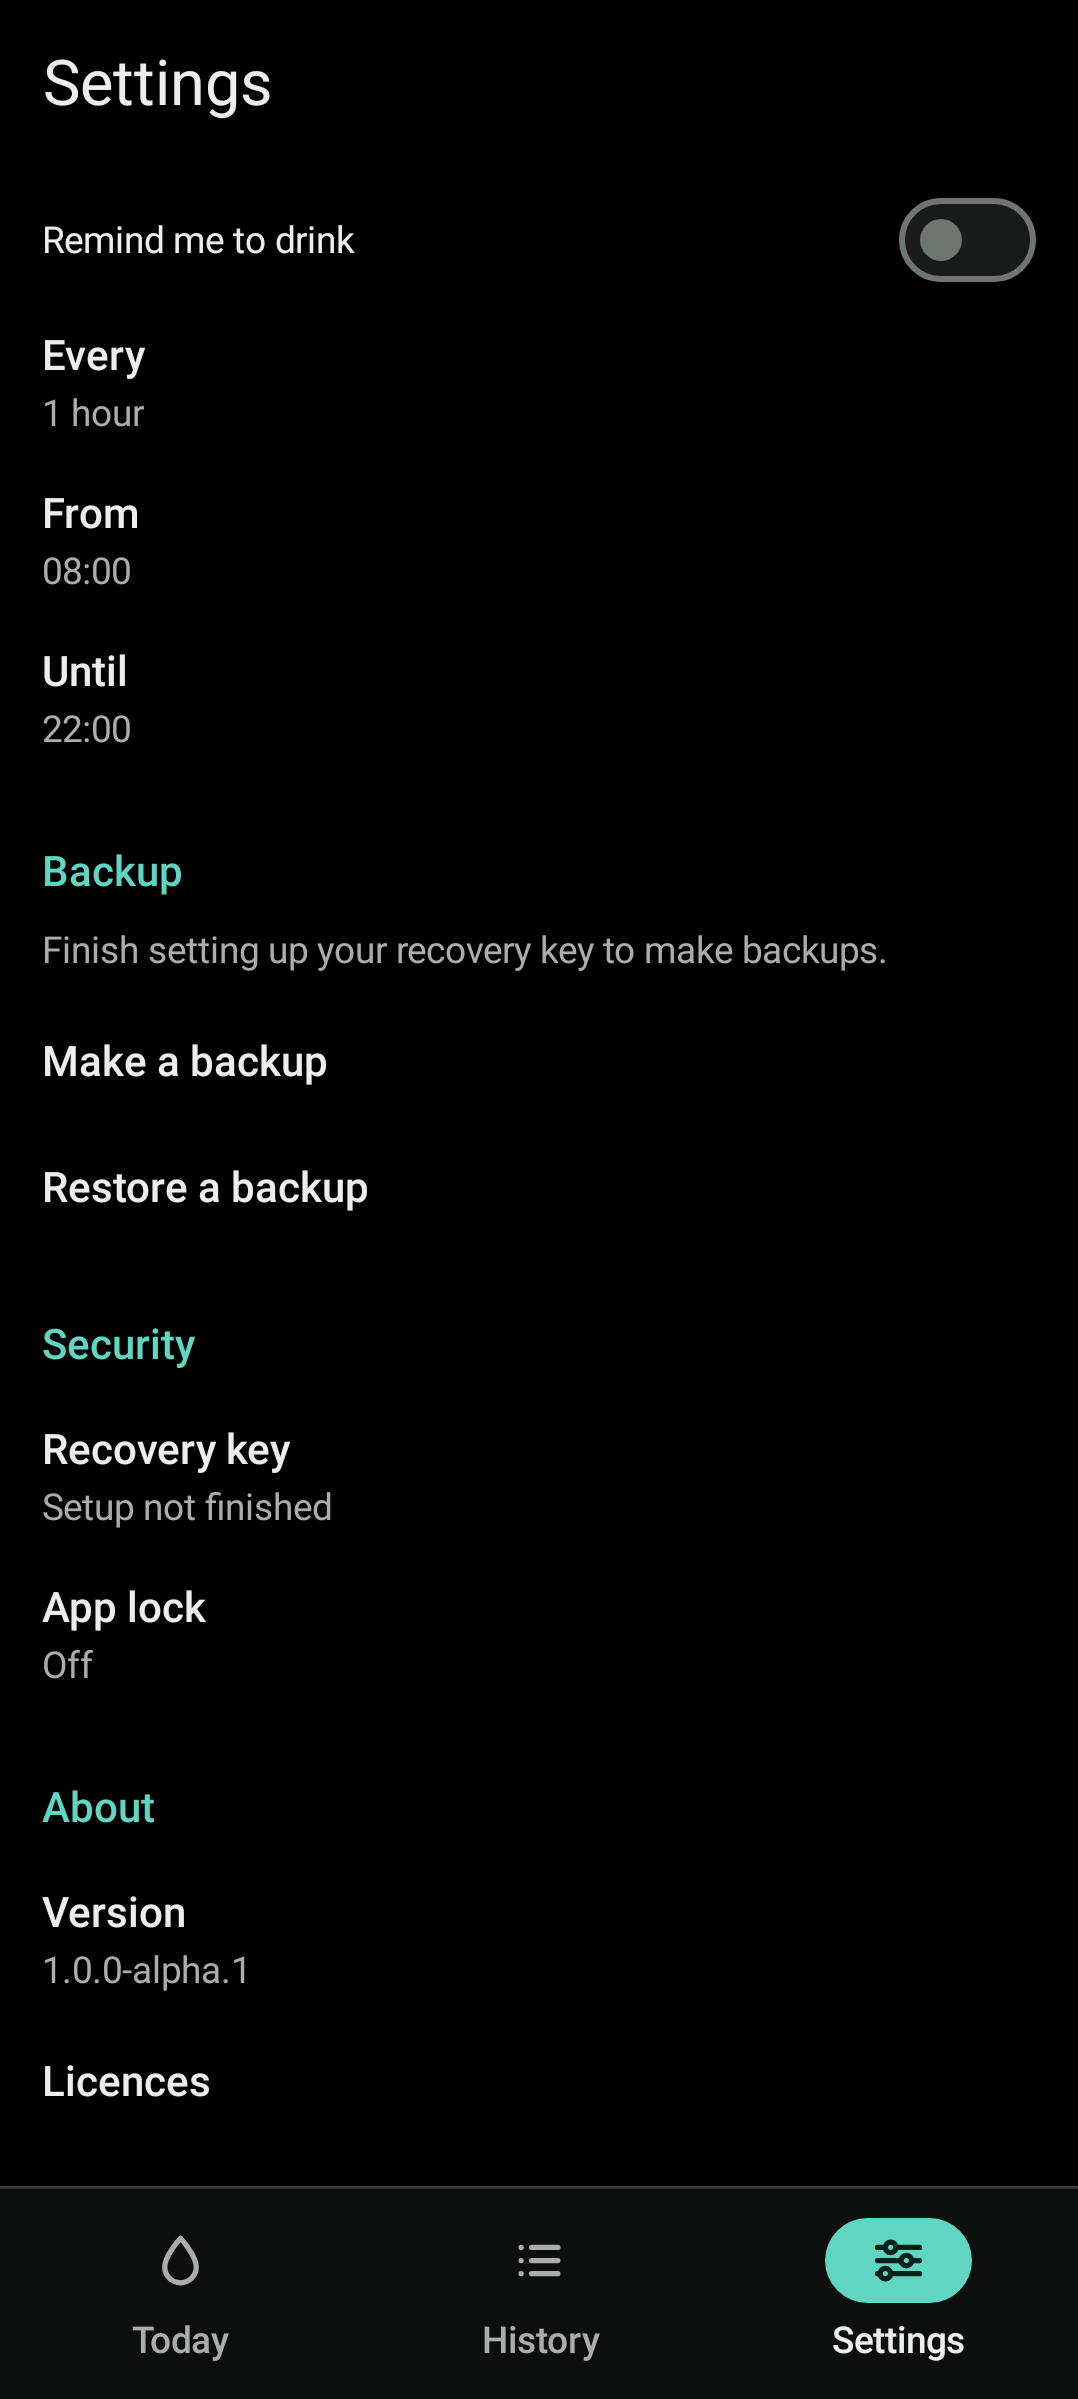 Settings
Remind me to drink
Every
1 hour
From
08:00
Until
22:00
Backup
Finish setting up your recovery key to make backups.
Make a backup
Restore a backup
Security
Recovery key
Setup not finished
App lock
Off
About
Version
1.0.0-alpha.1
Licences
Today
History
Settings